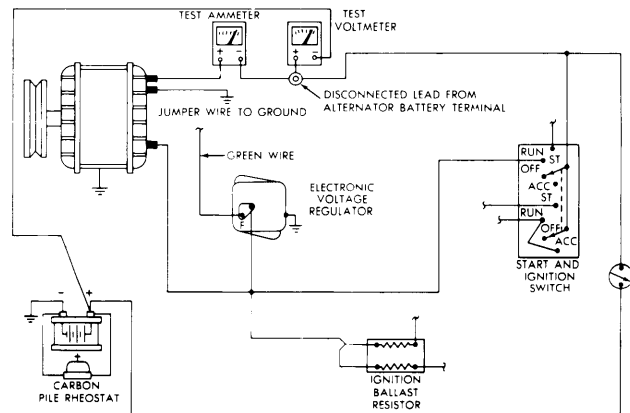 TEST AMMETER
TEST VOLTMETER
+ -
+ -
DISCONNECTED LEAD FROM
ALTERNATOR BATTERY TERMINAL
JUMPER WIRE TO GROUND
GREEN WIRE
ELECTRONIC
VOLTAGE
REGULATOR
F
RUN
ST
OFF
ACC
ST
RUN
OFF
ACC
START AND
IGNITION
SWITCH
- +
+
CARBON
PILE RHEOSTAT
IGNITION
BALLAST
RESISTOR